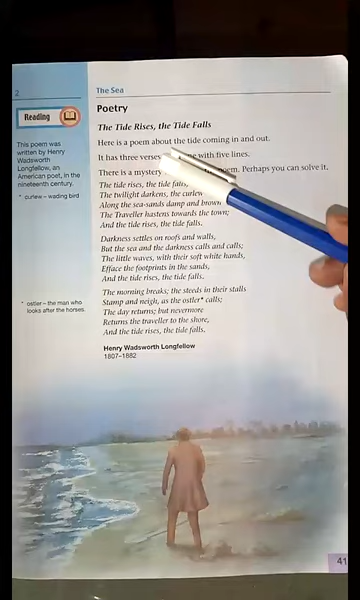 2
The Sea
Reading
This poem was
written by Henry
Wadsworth
Longfellow, an
American poet, in the
nineteenth century.
* curlew – wading bird
Poetry
The Tide Rises, the Tide Falls
Here is a poem about the tide coming in and out.
It has three verses with five lines.
There is a mystery poem. Perhaps you can solve it.
The tide rises, the tide falls,
The twilight darkens, the curlew
Along the sea-sands damp and brown
The Traveller hastens towards the town;
And the tide rises, the tide falls.
Darkness settles on roofs and walls,
But the sea and the darkness calls and calls;
The little waves, with their soft white hands,
Efface the footprints in the sands,
And the tide rises, the tide falls.
The morning breaks; the steeds in their stalls
Stamp and neigh, as the ostler* calls;
The day returns; but nevermore
Returns the traveller to the shore,
And the tide rises, the tide falls.
* ostler – the man who
looks after the horses.
Henry Wadsworth Longfellow
1807–1882
41